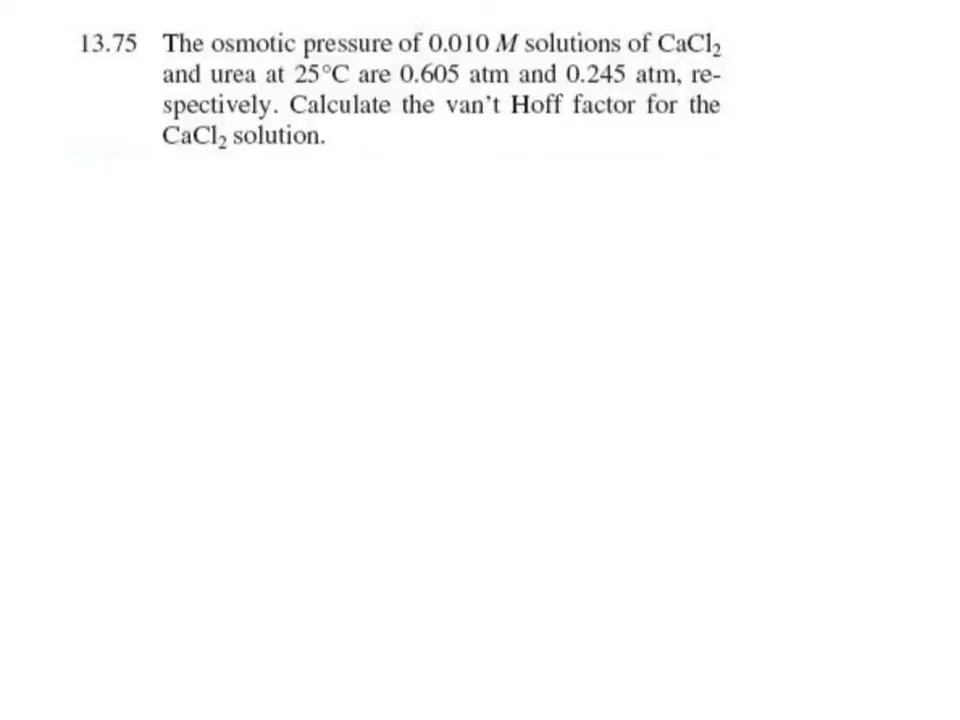 13.75 The osmotic pressure of 0.010 M solutions of CaCl₂
and urea at 25°C are 0.605 atm and 0.245 atm, re-
spectively. Calculate the van't Hoff factor for the
CaCl₂ solution.